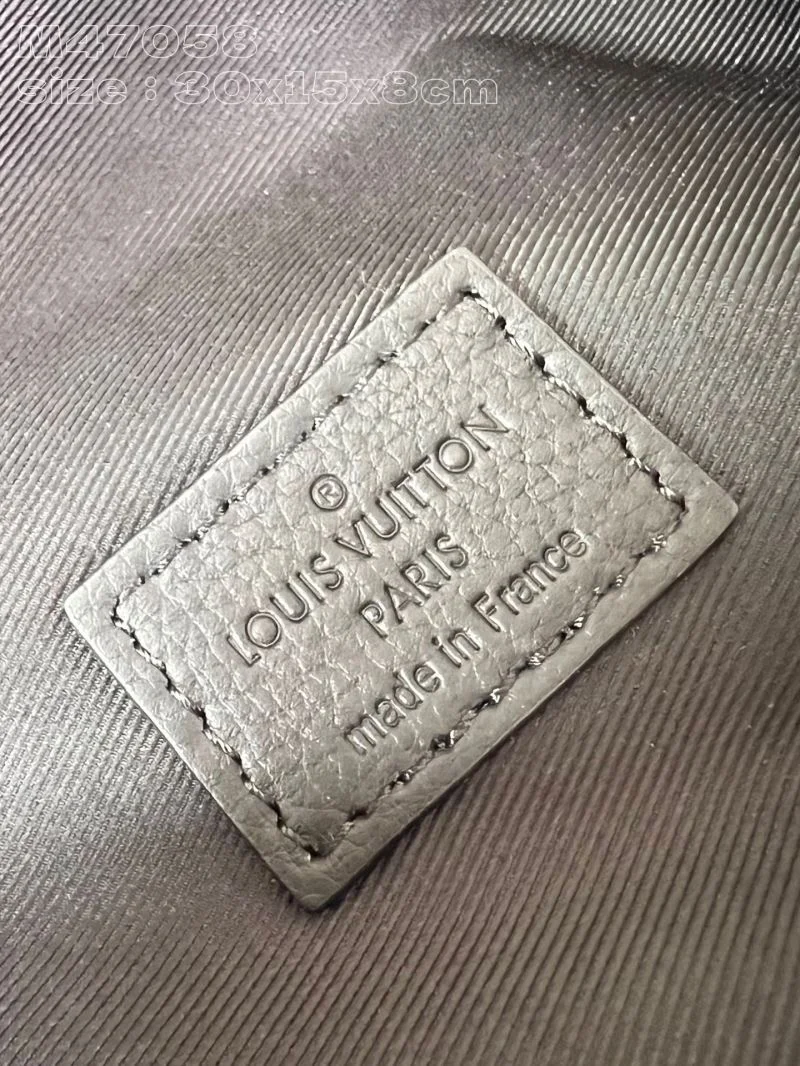 M47058
size : 30x15x8cm
®
LOUIS VUITTON
PARIS
made in France